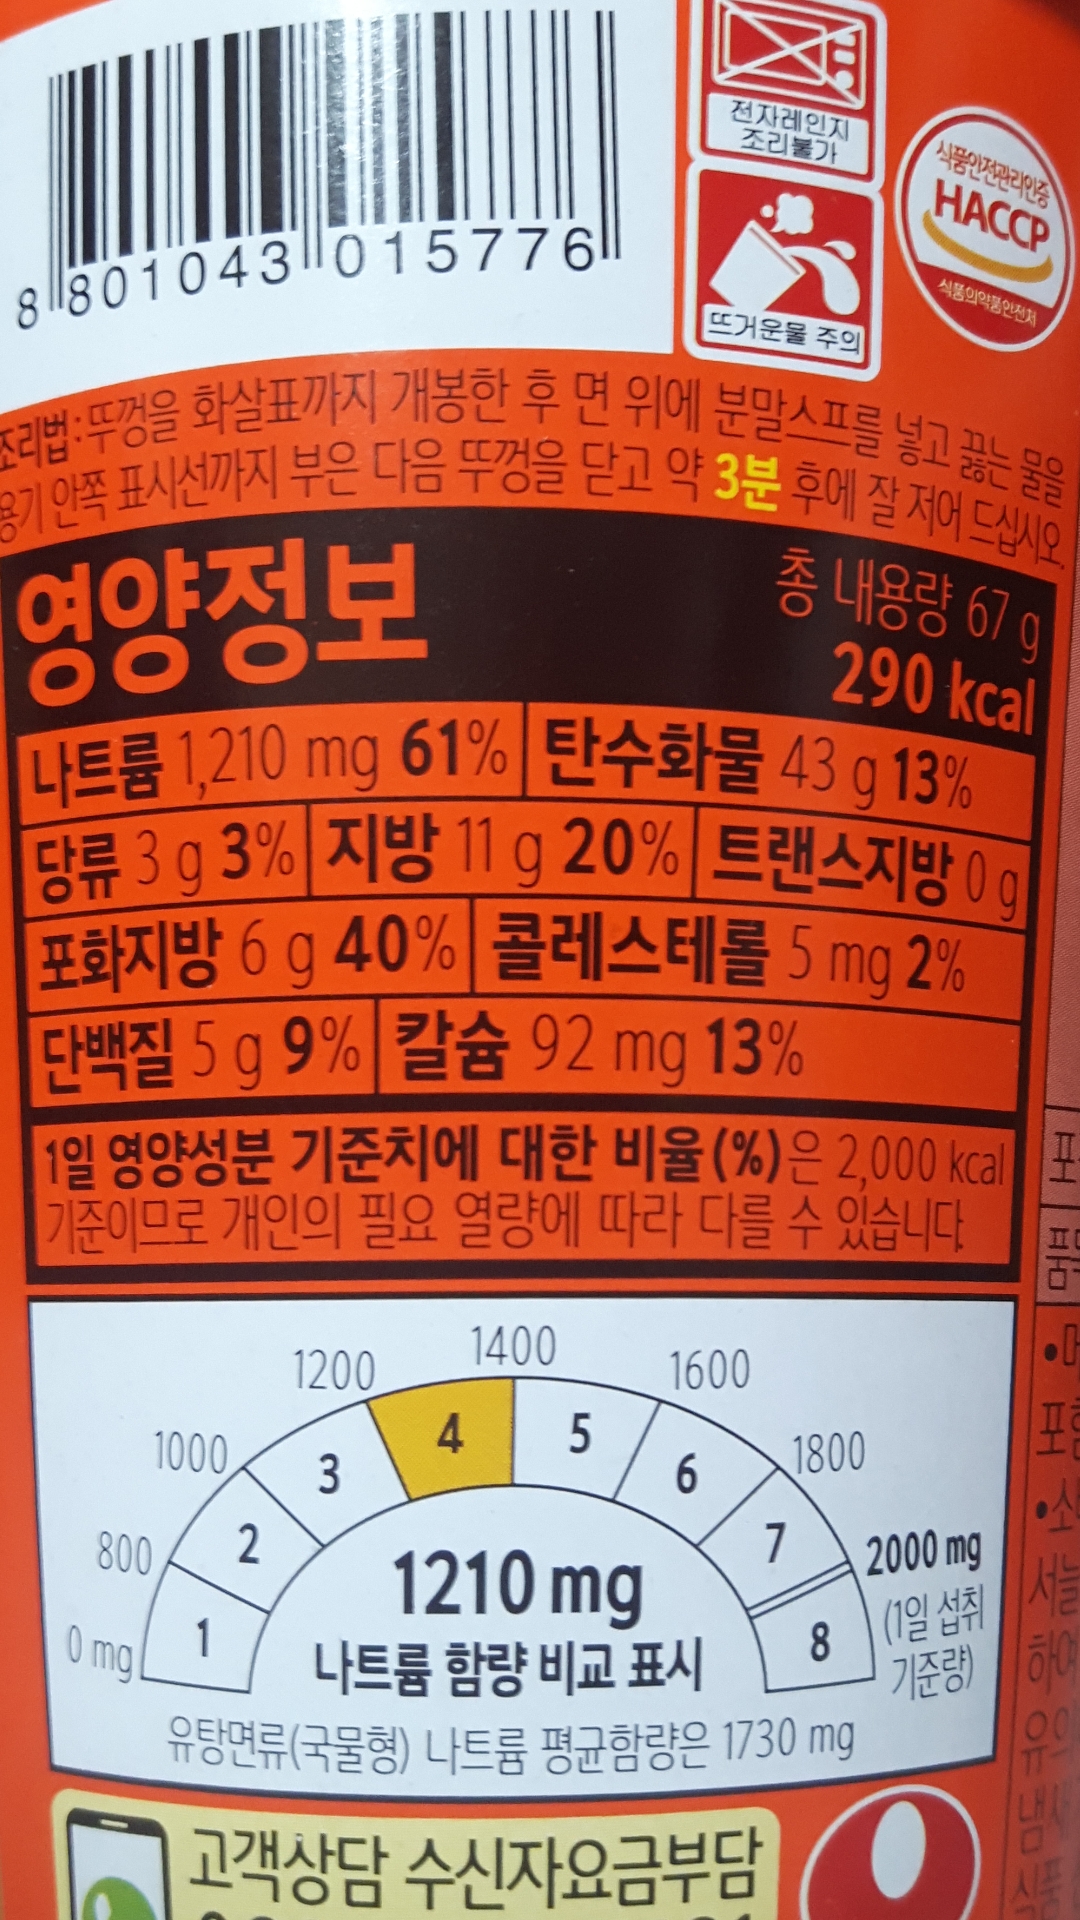 전자레인지
조리불가
식품안전관리인증
HACCP
식품의약품안전처
뜨거운물 주의
8 801043 015776
조리법:뚜껑을 화살표까지 개봉한 후 면 위에 분말스프를 넣고 끓는 물을
용기 안쪽 표시선까지 부은 다음 뚜껑을 닫고 약 3분 후에 잘 저어 드십시오.
영양정보
총 내용량 67 g
290 kcal
나트륨 1,210 mg 61% 탄수화물 43 g 13%
당류 3 g 3% 지방 11 g 20% 트랜스지방 0 g
포화지방 6 g 40% 콜레스테롤 5 mg 2%
단백질 5 g 9% 칼슘 92 mg 13%
1일 영양성분 기준치에 대한 비율(%)은 2,000 kcal
기준이므로 개인의 필요 열량에 따라 다를 수 있습니다.
0 mg 800 1000 1200 1400 1600 1800 2000 mg
(1일 섭취
기준량)
1 2 3 4 5 6 7 8
1210 mg
나트륨 함량 비교 표시
유탕면류(국물형) 나트륨 평균함량은 1730 mg
고객상담 수신자요금부담